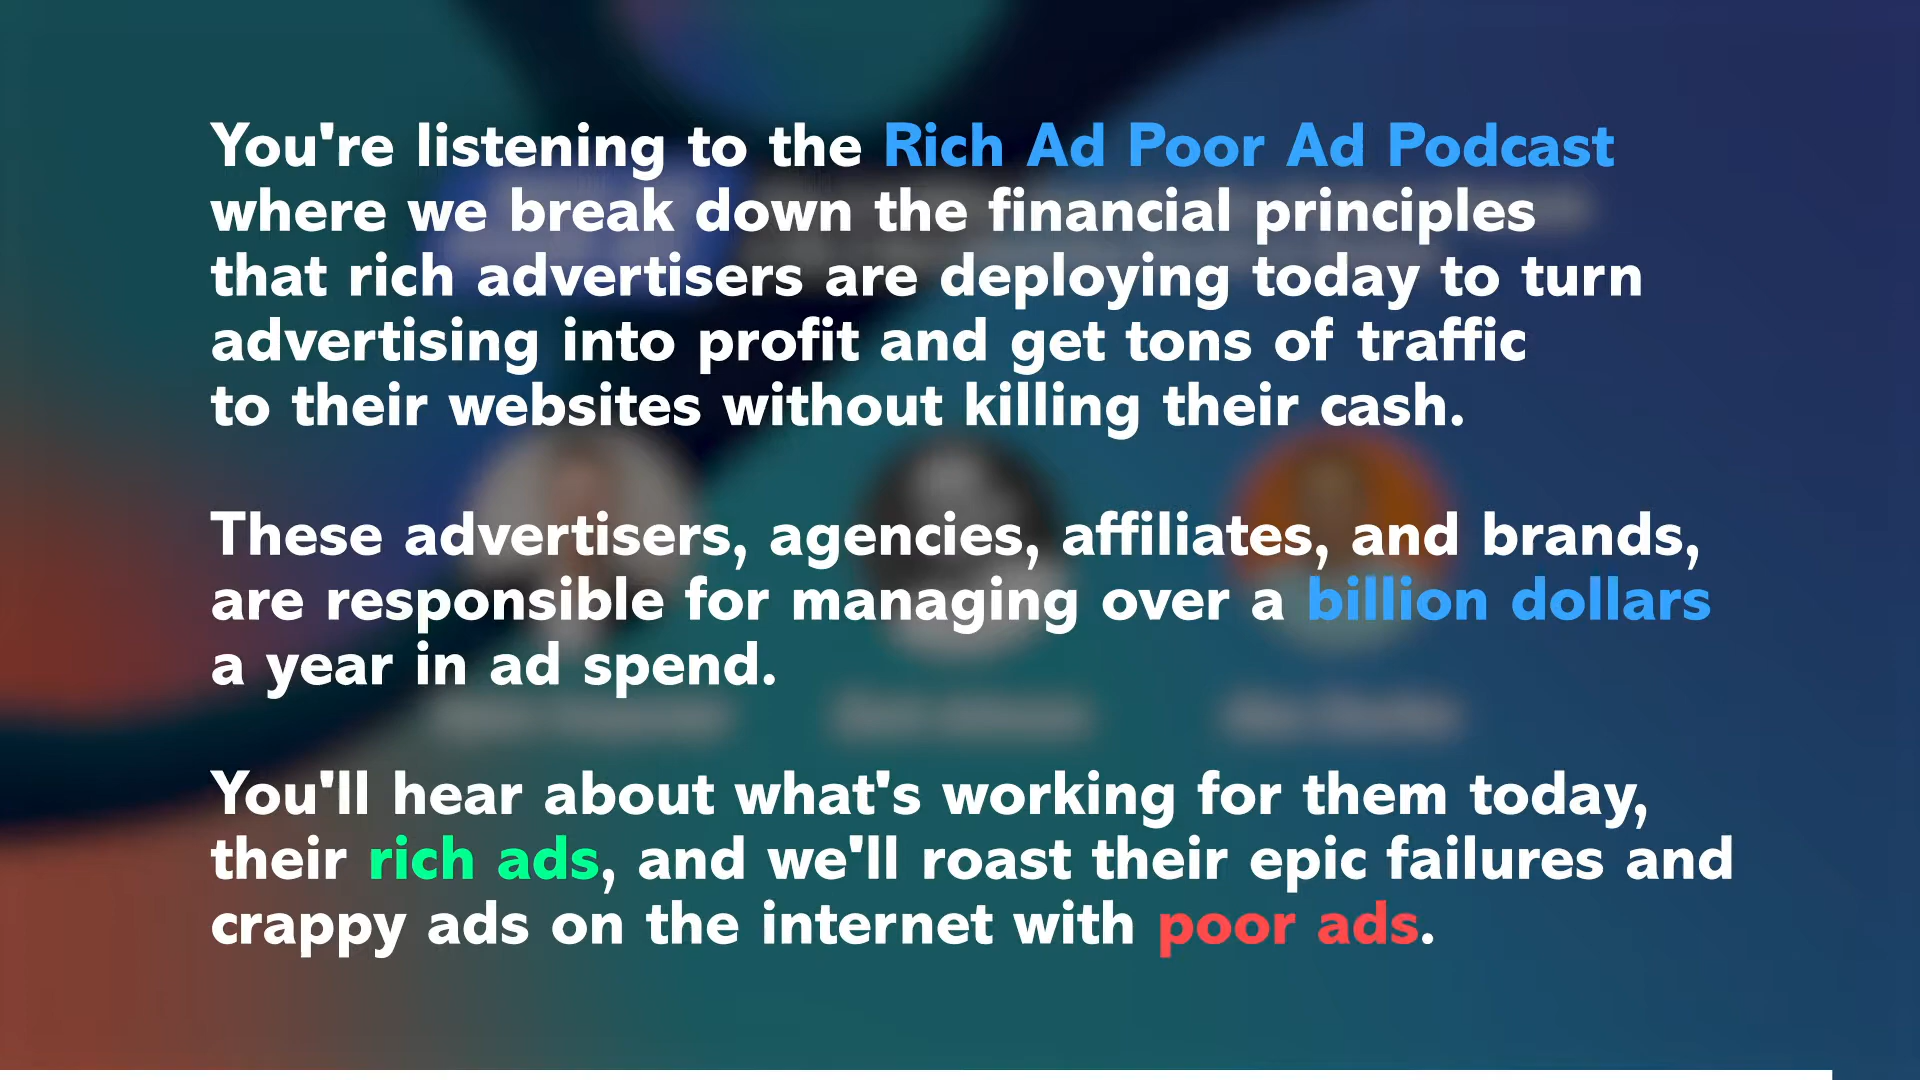 You're listening to the Rich Ad Poor Ad Podcast
where we break down the financial principles
that rich advertisers are deploying today to turn
advertising into profit and get tons of traffic
to their websites without killing their cash.
These advertisers, agencies, affiliates, and brands,
are responsible for managing over a billion dollars
a year in ad spend.
You'll hear about what's working for them today,
their rich ads, and we'll roast their epic failures and
crappy ads on the internet with poor ads.